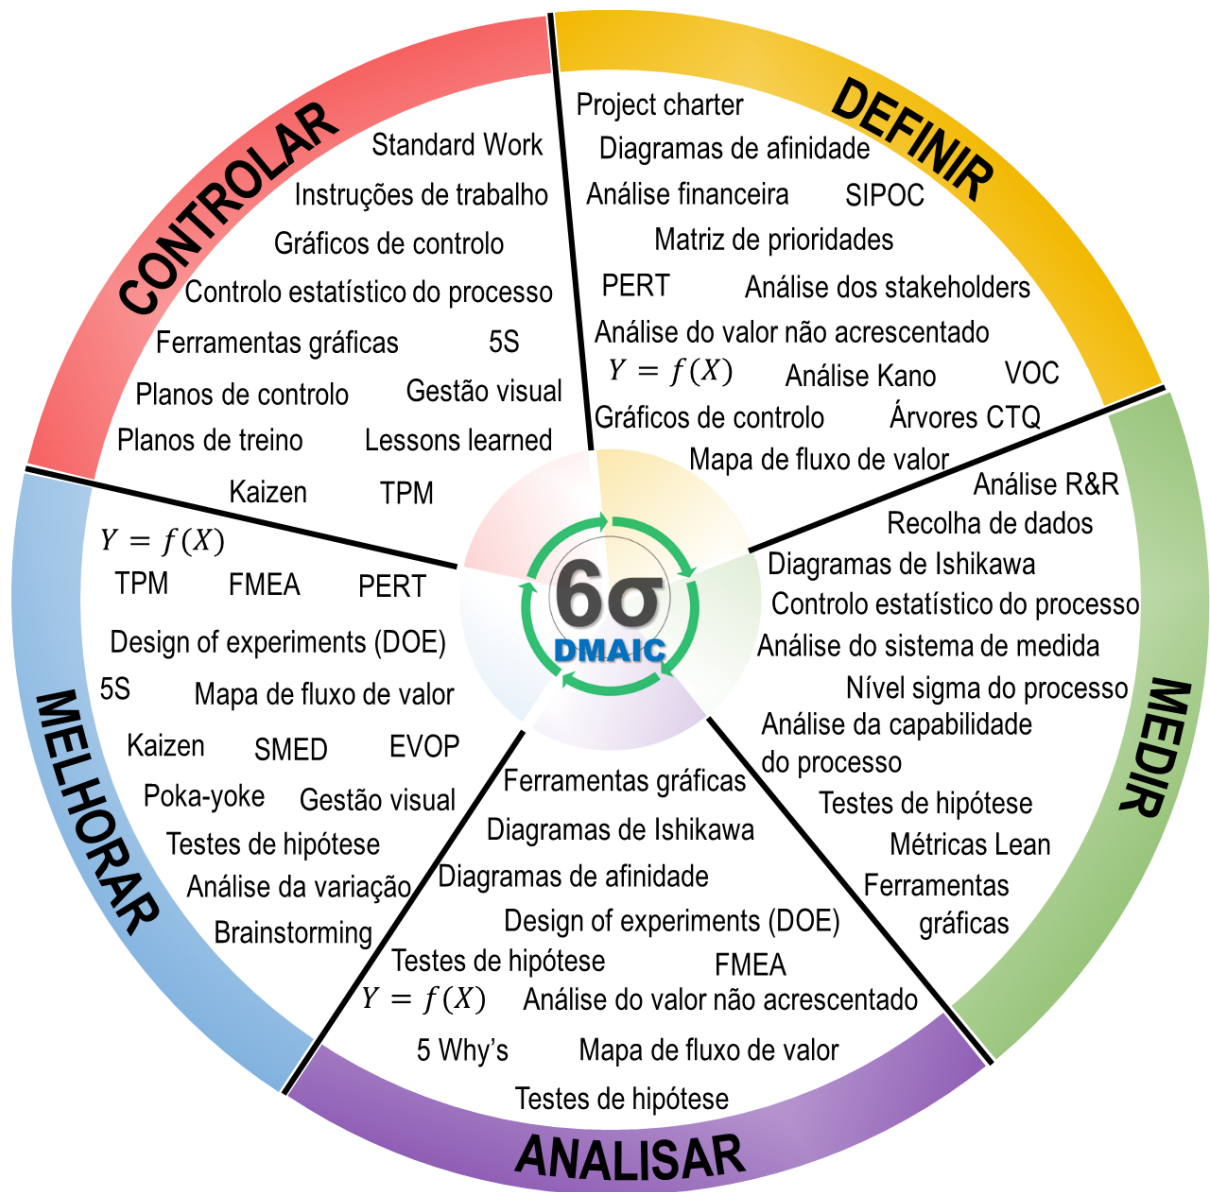 DEFINIR
Project charter
Diagramas de afinidade
Análise financeira SIPOC
Matriz de prioridades
PERT Análise dos stakeholders
Análise do valor não acrescentado
Y = f(X) Análise Kano VOC
Gráficos de controlo Árvores CTQ
Mapa de fluxo de valor
MEDIR
Análise R&R
Recolha de dados
Diagramas de Ishikawa
Controlo estatístico do processo
Análise do sistema de medida
Nível sigma do processo
Análise da capabilidade
do processo
Testes de hipótese
Métricas Lean
Ferramentas
gráficas
ANALISAR
Ferramentas gráficas
Diagramas de Ishikawa
Diagramas de afinidade
Design of experiments (DOE)
Testes de hipótese FMEA
Y = f(X) Análise do valor não acrescentado
5 Why's Mapa de fluxo de valor
Testes de hipótese
MELHORAR
Y = f(X)
TPM FMEA PERT
Design of experiments (DOE)
5S Mapa de fluxo de valor
Kaizen SMED EVOP
Poka-yoke Gestão visual
Testes de hipótese
Análise da variação
Brainstorming
CONTROLAR
Standard Work
Instruções de trabalho
Gráficos de controlo
Controlo estatístico do processo
Ferramentas gráficas 5S
Planos de controlo Gestão visual
Planos de treino Lessons learned
Kaizen TPM
6σ
DMAIC